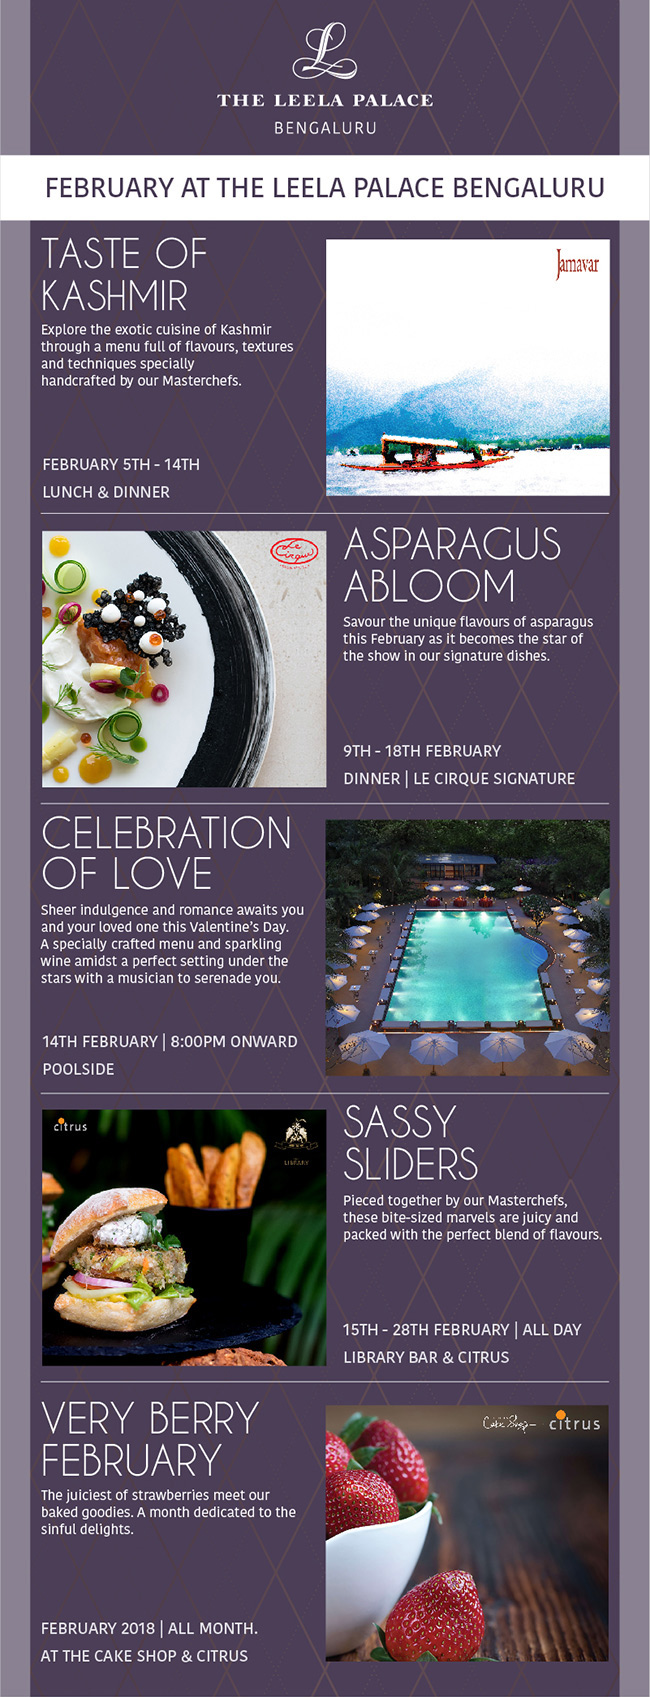 L
THE LEELA PALACE
BENGALURU
FEBRUARY AT THE LEELA PALACE BENGALURU
TASTE OF
KASHMIR
Explore the exotic cuisine of Kashmir
through a menu full of flavours, textures
and techniques specially
handcrafted by our Masterchefs.
FEBRUARY 5TH - 14TH
LUNCH & DINNER
Jamavar
Le
Cirque
ASPARAGUS
ABLOOM
Savour the unique flavours of asparagus
this February as it becomes the star of
the show in our signature dishes.
9TH - 18TH FEBRUARY
DINNER | LE CIRQUE SIGNATURE
CELEBRATION
OF LOVE
Sheer indulgence and romance awaits you
and your loved one this Valentine's Day.
A specially crafted menu and sparkling
wine amidst a perfect setting under the
stars with a musician to serenade you.
14TH FEBRUARY | 8:00PM ONWARD
POOLSIDE
citrus
LIBRARY
SASSY
SLIDERS
Pieced together by our Masterchefs,
these bite-sized marvels are juicy and
packed with the perfect blend of flavours.
15TH - 28TH FEBRUARY | ALL DAY
LIBRARY BAR & CITRUS
VERY BERRY
FEBRUARY
The juiciest of strawberries meet our
baked goodies. A month dedicated to the
sinful delights.
FEBRUARY 2018 | ALL MONTH.
AT THE CAKE SHOP & CITRUS
Cake Shop
citrus